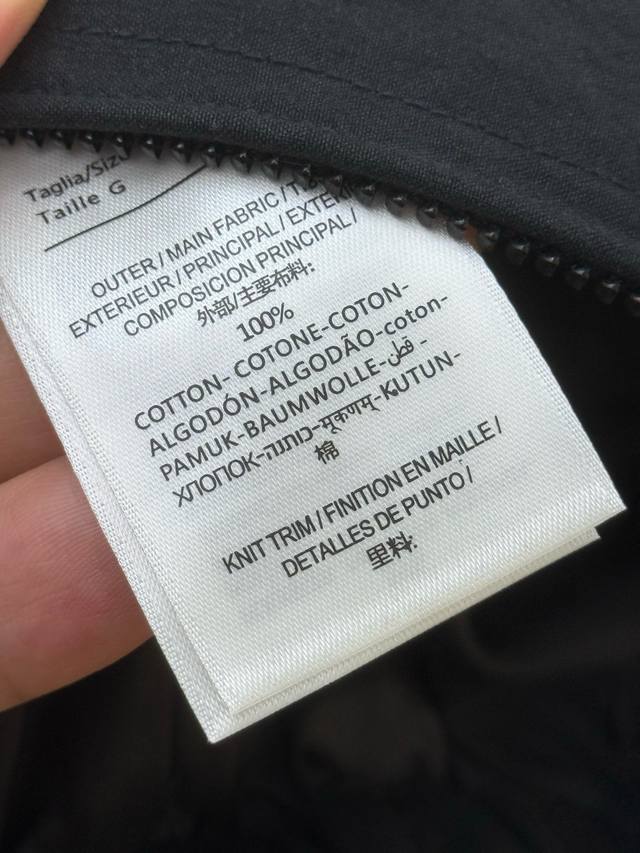 Taglia/Size
Taille G
OUTER / MAIN FABRIC /
EXTERIEUR / PRINCIPAL /
COMPOSICION PRINCIPAL /
外部/主要布料:
100%
COTTON- COTONE-COTON-
ALGODÓN-ALGODÃO-coton-
PAMUK-BAUMWOLLE-قطن -
ХЛОПОК-כותנה-मूकणम्-KUTUN-
棉
KNIT TRIM / FINITION EN MAILLE /
DETALLES DE PUNTO /
里料: